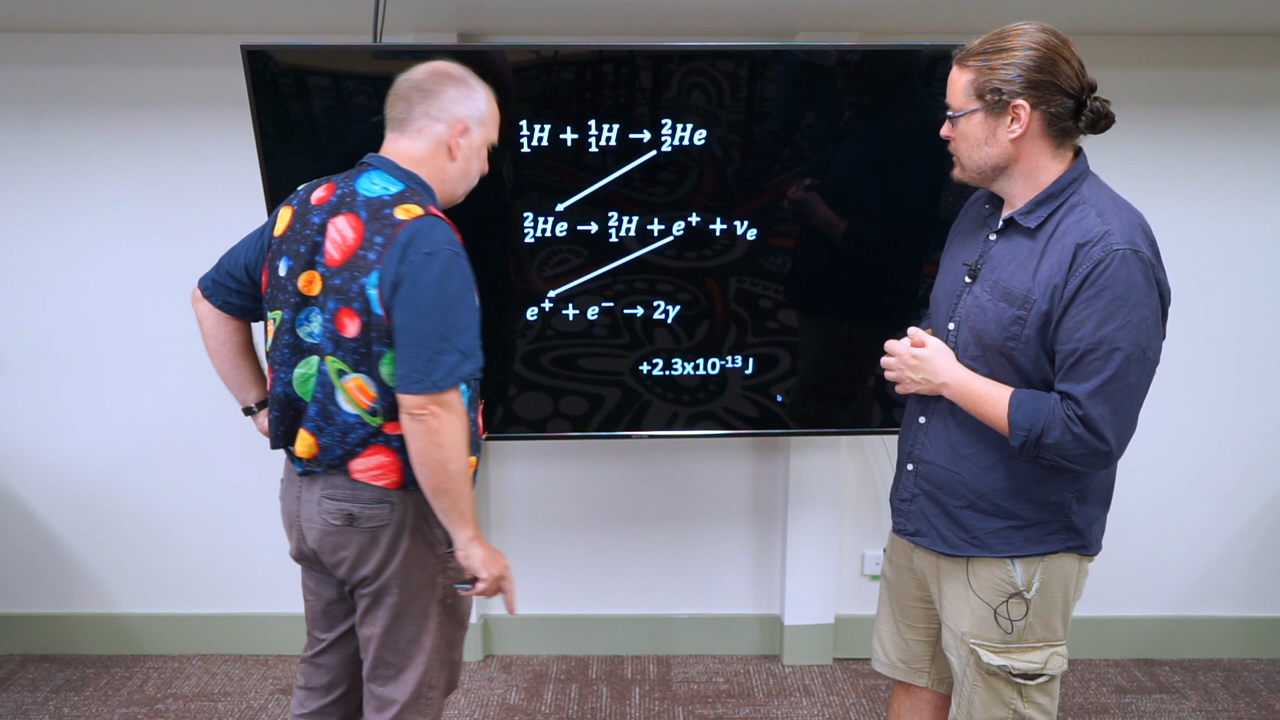 ¹₁H + ¹₁H → ²₂He
²₂He → ²₁H + e⁺ + νₑ
e⁺ + e⁻ → 2γ
+2.3x10⁻¹³ J